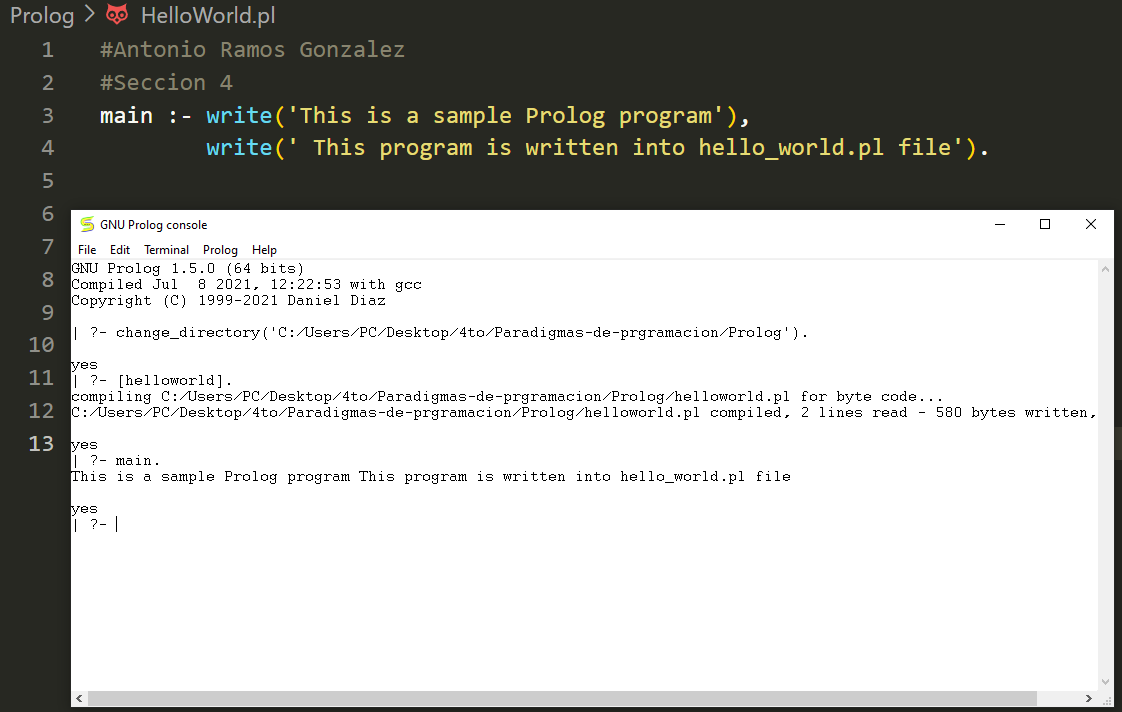 Prolog > HelloWorld.pl
1 #Antonio Ramos Gonzalez
2 #Seccion 4
3 main :- write('This is a sample Prolog program'),
4 write(' This program is written into hello_world.pl file').
5
6
7
8
9
10
11
12
13
GNU Prolog console
File Edit Terminal Prolog Help
GNU Prolog 1.5.0 (64 bits)
Compiled Jul  8 2021, 12:22:53 with gcc
Copyright (C) 1999-2021 Daniel Diaz
| ?- change_directory('C:/Users/PC/Desktop/4to/Paradigmas-de-prgramacion/Prolog').
yes
| ?- [helloworld].
compiling C:/Users/PC/Desktop/4to/Paradigmas-de-prgramacion/Prolog/helloworld.pl for byte code...
C:/Users/PC/Desktop/4to/Paradigmas-de-prgramacion/Prolog/helloworld.pl compiled, 2 lines read - 580 bytes written,
yes
| ?- main.
This is a sample Prolog program This program is written into hello_world.pl file
yes
| ?-